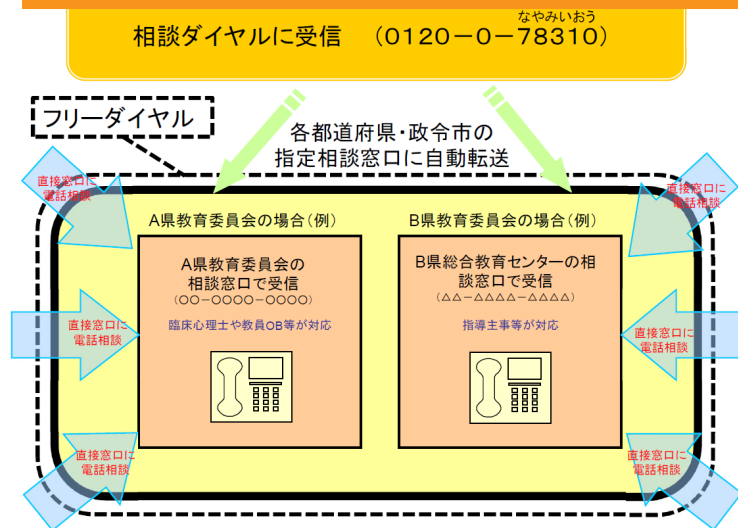 なやみいおう
相談ダイヤルに受信　（0120－0－78310）
フリーダイヤル
各都道府県・政令市の
指定相談窓口に自動転送
直接窓口に
電話相談
直接窓口に
電話相談
A県教育委員会の場合（例）
B県教育委員会の場合（例）
A県教育委員会の
相談窓口で受信
（○○－○○○○－○○○○）
臨床心理士や教員OB等が対応
B県総合教育センターの相
談窓口で受信
（△△－△△△△－△△△△）
指導主事等が対応
直接窓口に
電話相談
直接窓口に
電話相談
直接窓口に
電話相談
直接窓口に
電話相談